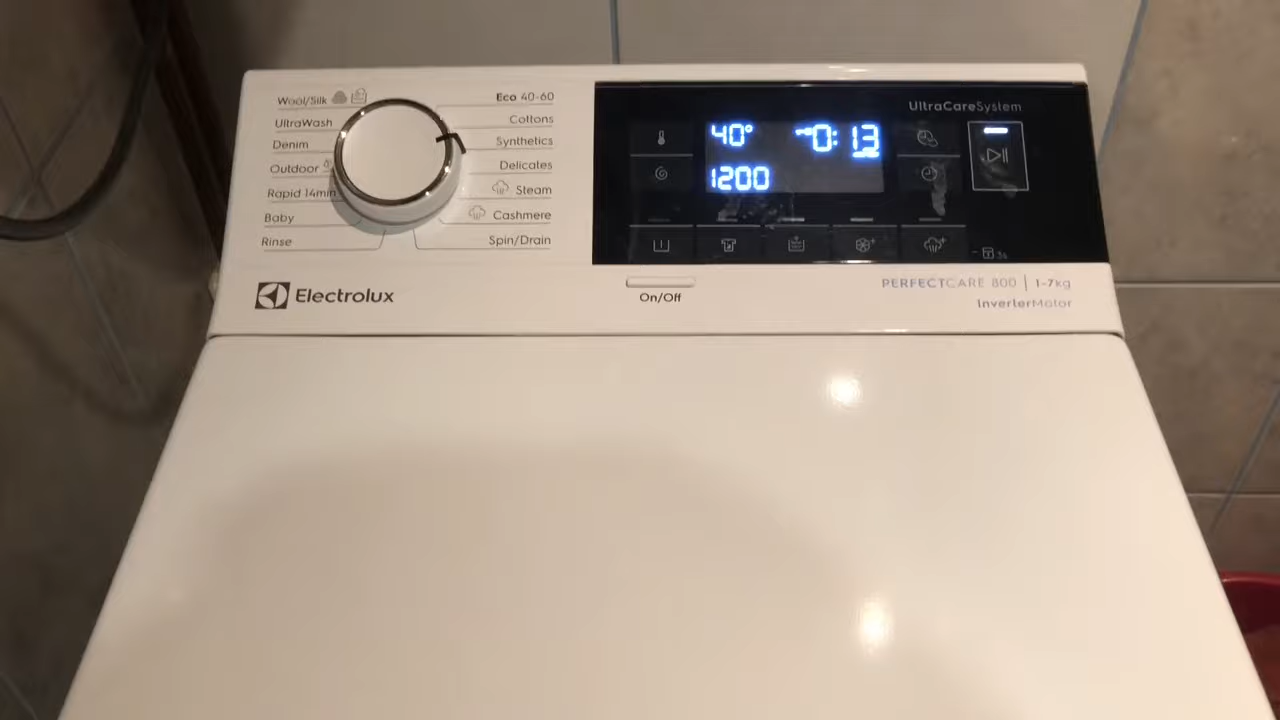 Wool/Silk
UltraWash
Denim
Outdoor
Rapid 14min
Baby
Rinse
Eco 40-60
Cottons
Synthetics
Delicates
Steam
Cashmere
Spin/Drain
Electrolux
UltraCareSystem
40° 0:13
1200
3s
On/Off
PERFECTCARE 800 | 1-7kg
InverterMotor